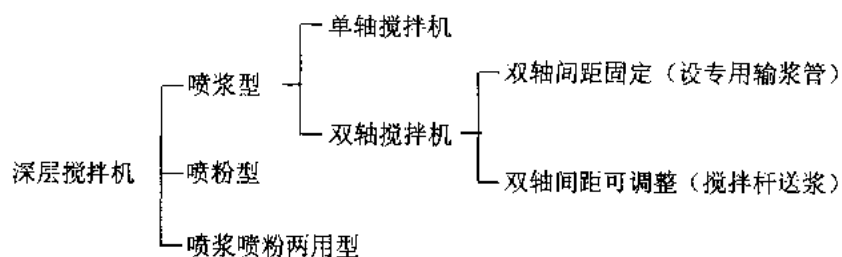 单轴搅拌机
喷浆型
双轴间距固定（设专用输浆管）
双轴搅拌机
深层搅拌机
喷粉型
双轴间距可调整（搅拌杆送浆）
喷浆喷粉两用型